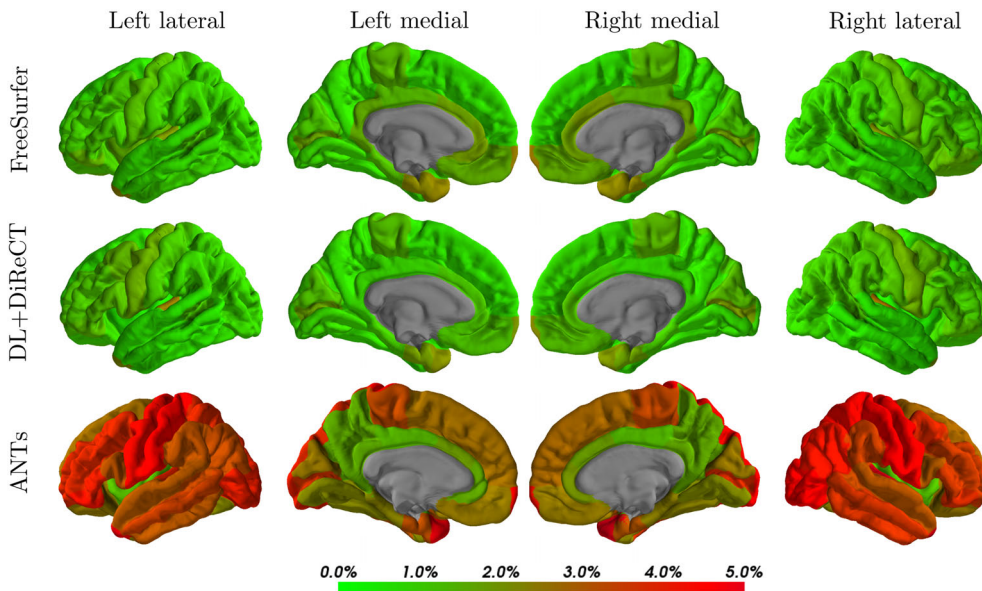 Left lateral Left medial Right medial Right lateral
FreeSurfer
DL+DiReCT
ANTs
0.0% 1.0% 2.0% 3.0% 4.0% 5.0%